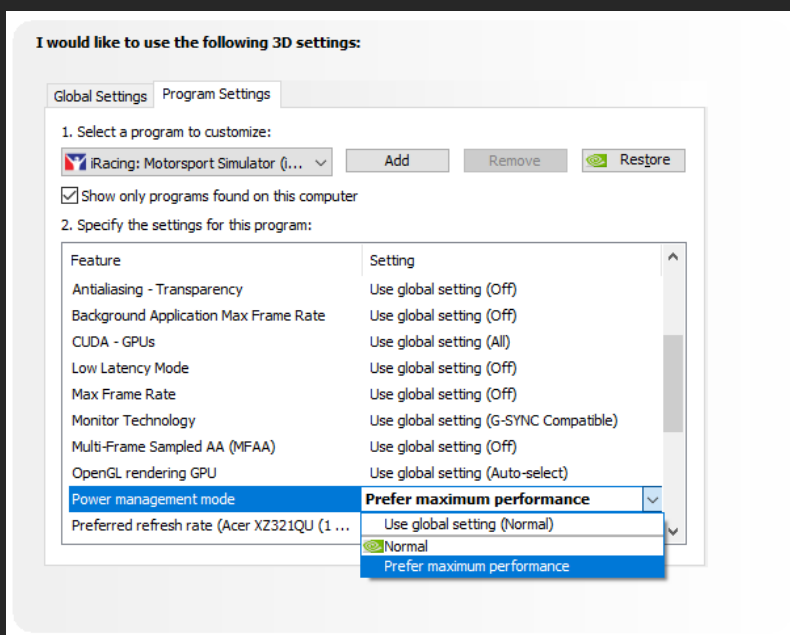 I would like to use the following 3D settings:
Global Settings Program Settings
1. Select a program to customize:
iRacing: Motorsport Simulator (i... Add Remove Restore
Show only programs found on this computer
2. Specify the settings for this program:
Feature Setting
Antialiasing - Transparency Use global setting (Off)
Background Application Max Frame Rate Use global setting (Off)
CUDA - GPUs Use global setting (All)
Low Latency Mode Use global setting (Off)
Max Frame Rate Use global setting (Off)
Monitor Technology Use global setting (G-SYNC Compatible)
Multi-Frame Sampled AA (MFAA) Use global setting (Off)
OpenGL rendering GPU Use global setting (Auto-select)
Power management mode Prefer maximum performance
Preferred refresh rate (Acer XZ321QU (1 ... Use global setting (Normal)
Normal
Prefer maximum performance